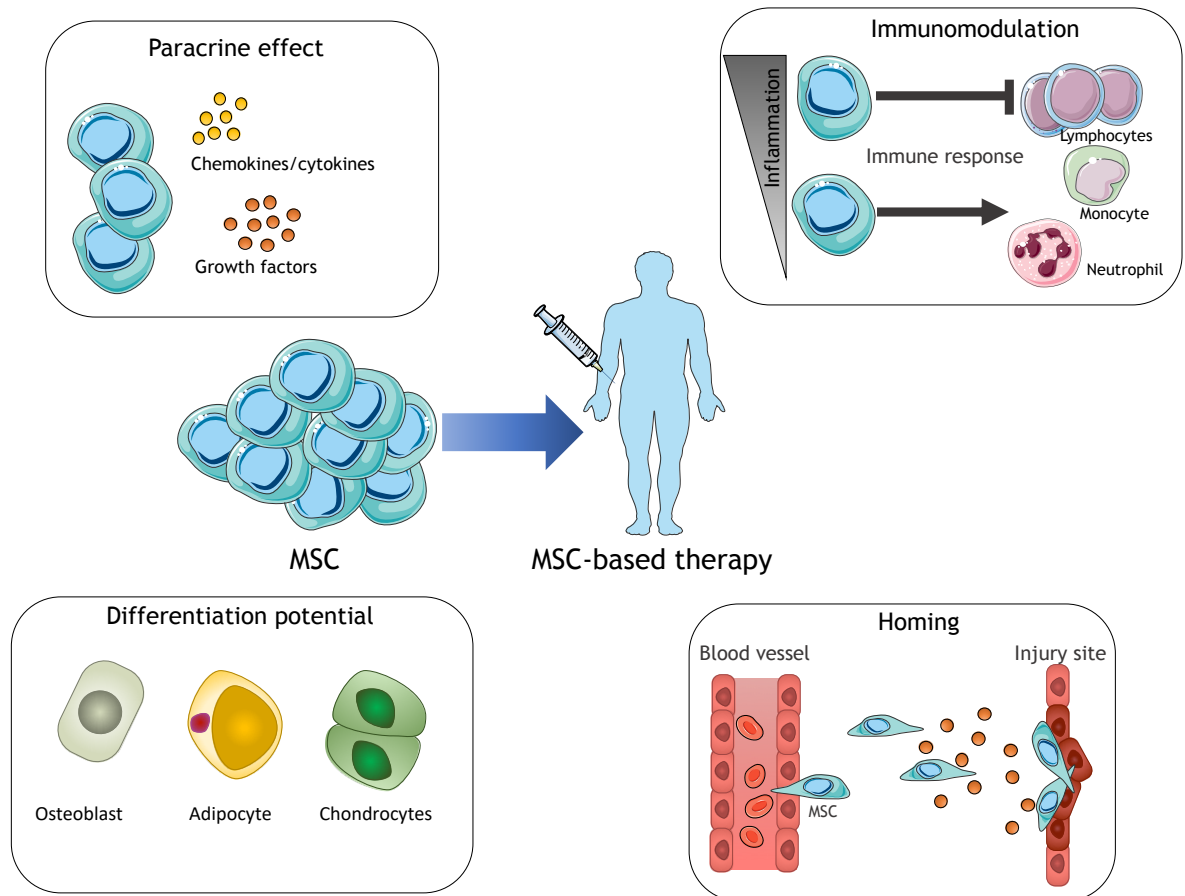 Paracrine effect
Chemokines/cytokines
Growth factors
Immunomodulation
Inflammation
Lymphocytes
Immune response
Monocyte
Neutrophil
MSC
MSC-based therapy
Differentiation potential
Osteoblast
Adipocyte
Chondrocytes
Homing
Blood vessel
Injury site
MSC